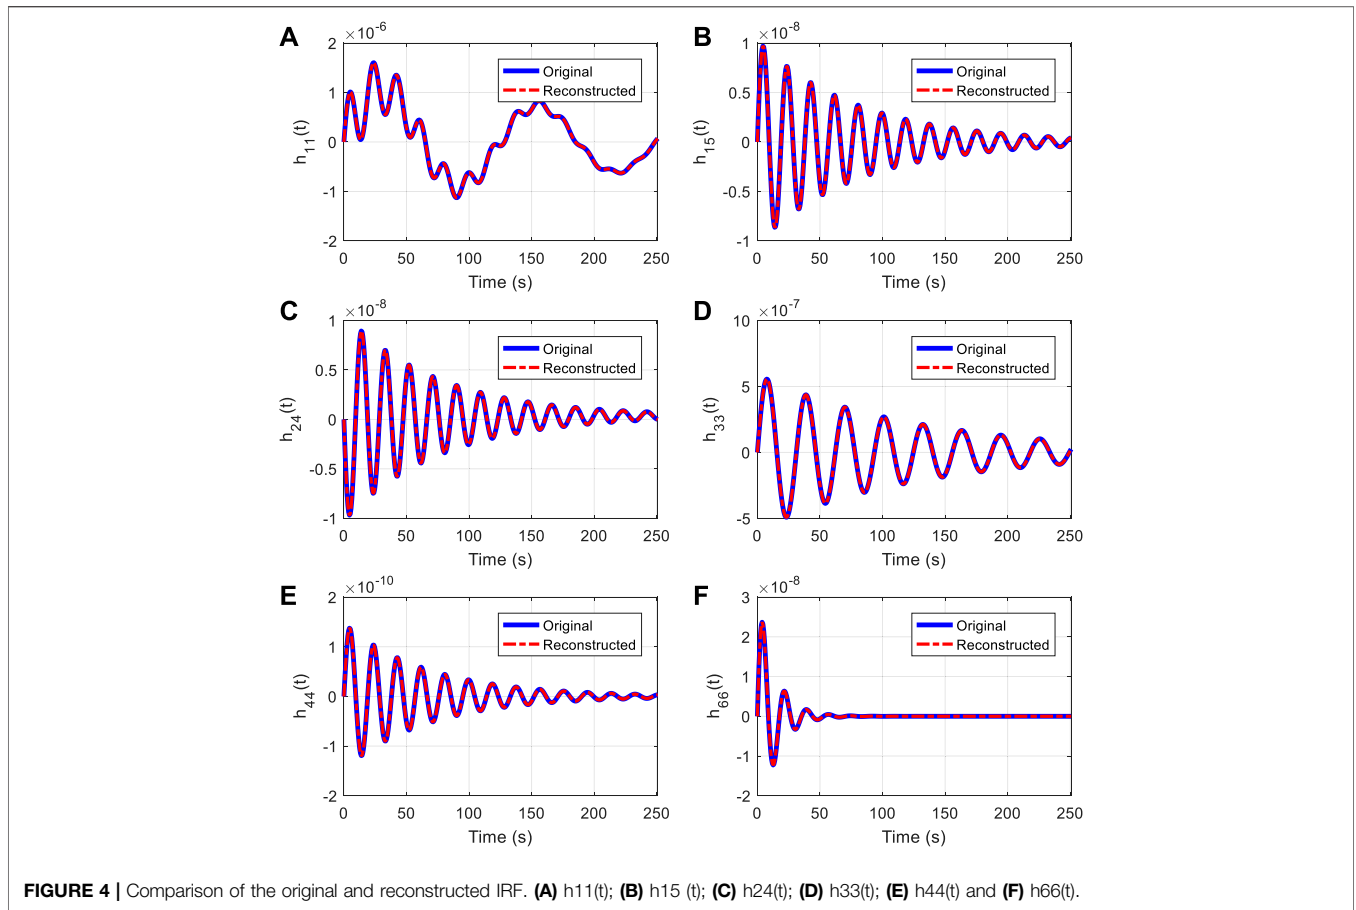 A
×10-6
2
1
0
-1
-2
h11(t)
Original
Reconstructed
0 50 100 150 200 250
Time (s)
B
×10-8
1
0.5
0
-0.5
-1
h15(t)
Original
Reconstructed
0 50 100 150 200 250
Time (s)
C
×10-8
1
0.5
0
-0.5
-1
h24(t)
Original
Reconstructed
0 50 100 150 200 250
Time (s)
D
×10-7
10
5
0
-5
h33(t)
Original
Reconstructed
0 50 100 150 200 250
Time (s)
E
×10-10
2
1
0
-1
-2
h44(t)
Original
Reconstructed
0 50 100 150 200 250
Time (s)
F
×10-8
3
2
1
0
-1
-2
h66(t)
Original
Reconstructed
0 50 100 150 200 250
Time (s)
FIGURE 4 | Comparison of the original and reconstructed IRF. (A) h11(t); (B) h15 (t); (C) h24(t); (D) h33(t); (E) h44(t) and (F) h66(t).